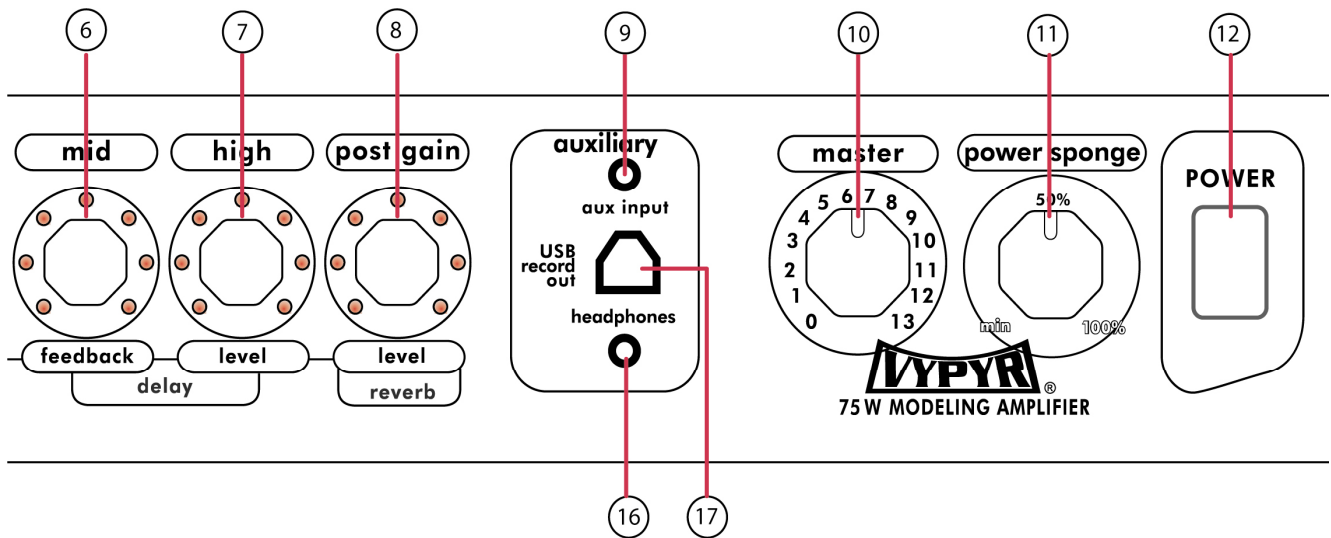 6 7 8 9 10 11 12
mid high post gain auxiliary master power sponge
POWER
aux input
USB
record
out
headphones
0 1 2 3 4 5 6 7 8 9 10 11 12 13
50%
min 100%
feedback level level
delay reverb
VYPYR ®
75 W MODELING AMPLIFIER
16 17